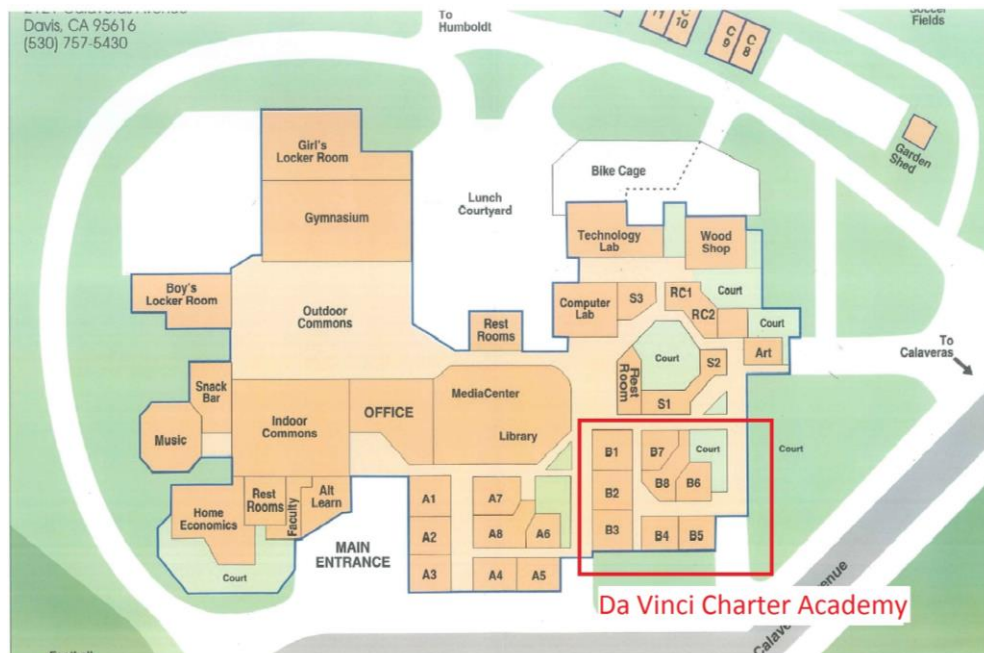 Davis, CA 95616
(530) 757-5430
To
Humboldt
11
C
10
C
9
C
8
Soccer
Fields
Garden
Shed
Girl's
Locker Room
Gymnasium
Lunch
Courtyard
Bike Cage
Technology
Lab
Wood
Shop
Boy's
Locker Room
Outdoor
Commons
Rest
Rooms
Computer
Lab
S3
RC1
RC2
Court
Court
Art
To
Calaveras
Court
S2
Rest
Room
S1
Snack
Bar
Music
Indoor
Commons
OFFICE
MediaCenter
Library
B1
B2
B3
B7
B8
B6
Court
B4
B5
Court
Home
Economics
Rest
Rooms
Faculty
Alt
Learn
Court
MAIN
ENTRANCE
A1
A2
A3
A7
A8
A6
A4
A5
Da Vinci Charter Academy